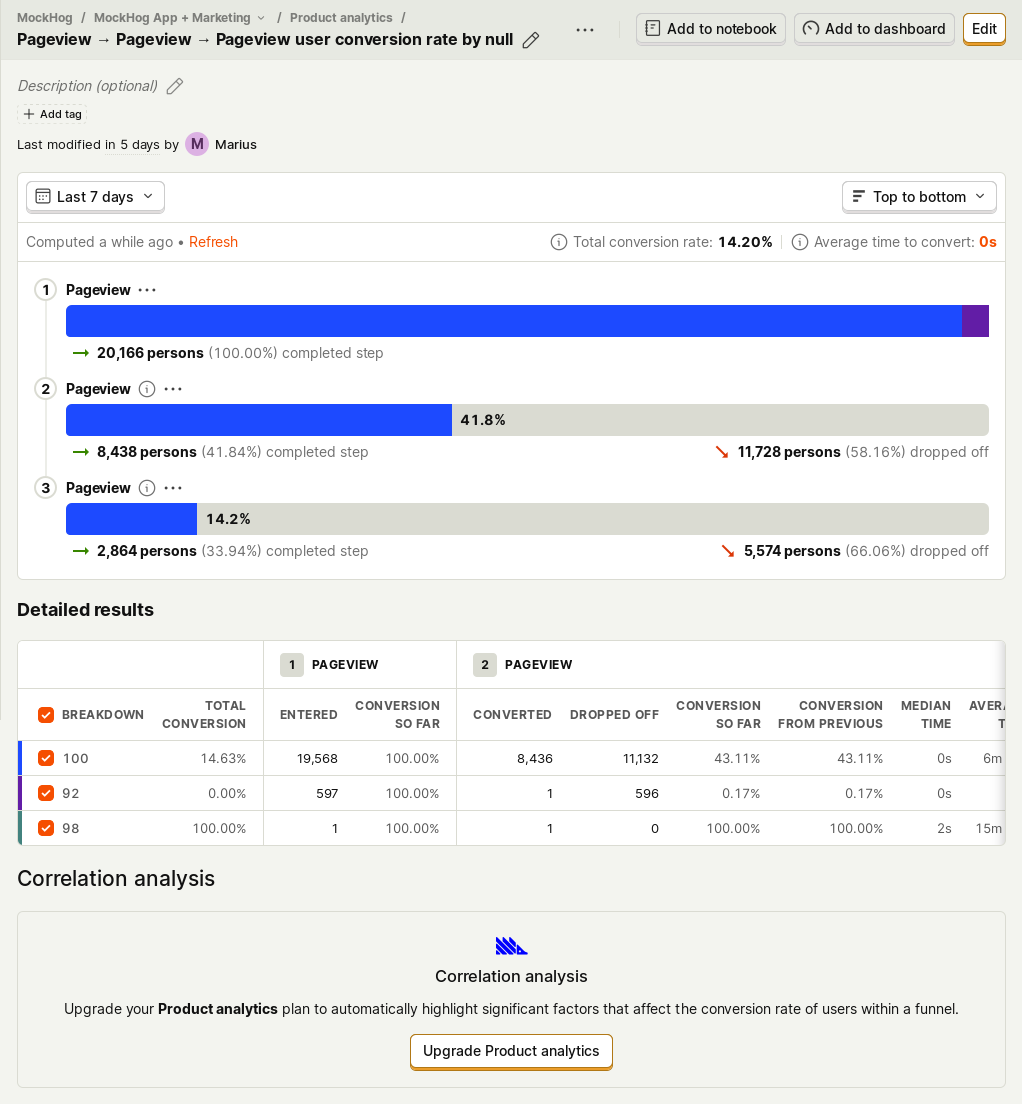 MockHog / MockHog App + Marketing / Product analytics /
Pageview → Pageview → Pageview user conversion rate by null
Add to notebook
Add to dashboard
Edit
Description (optional)
Add tag
Last modified in 5 days by M Marius
Last 7 days
Top to bottom
Computed a while ago • Refresh
Total conversion rate: 14.20%
Average time to convert: 0s
1 Pageview
→ 20,166 persons (100.00%) completed step
2 Pageview
41.8%
→ 8,438 persons (41.84%) completed step
11,728 persons (58.16%) dropped off
3 Pageview
14.2%
→ 2,864 persons (33.94%) completed step
5,574 persons (66.06%) dropped off
Detailed results
1 PAGEVIEW 2 PAGEVIEW
BREAKDOWN TOTAL CONVERSION ENTERED CONVERSION SO FAR CONVERTED DROPPED OFF CONVERSION SO FAR CONVERSION FROM PREVIOUS MEDIAN TIME
100 14.63% 19,568 100.00% 8,436 11,132 43.11% 43.11% 0s 6m
92 0.00% 597 100.00% 1 596 0.17% 0.17% 0s
98 100.00% 1 100.00% 1 0 100.00% 100.00% 2s 15m
Correlation analysis
Correlation analysis
Upgrade your Product analytics plan to automatically highlight significant factors that affect the conversion rate of users within a funnel.
Upgrade Product analytics